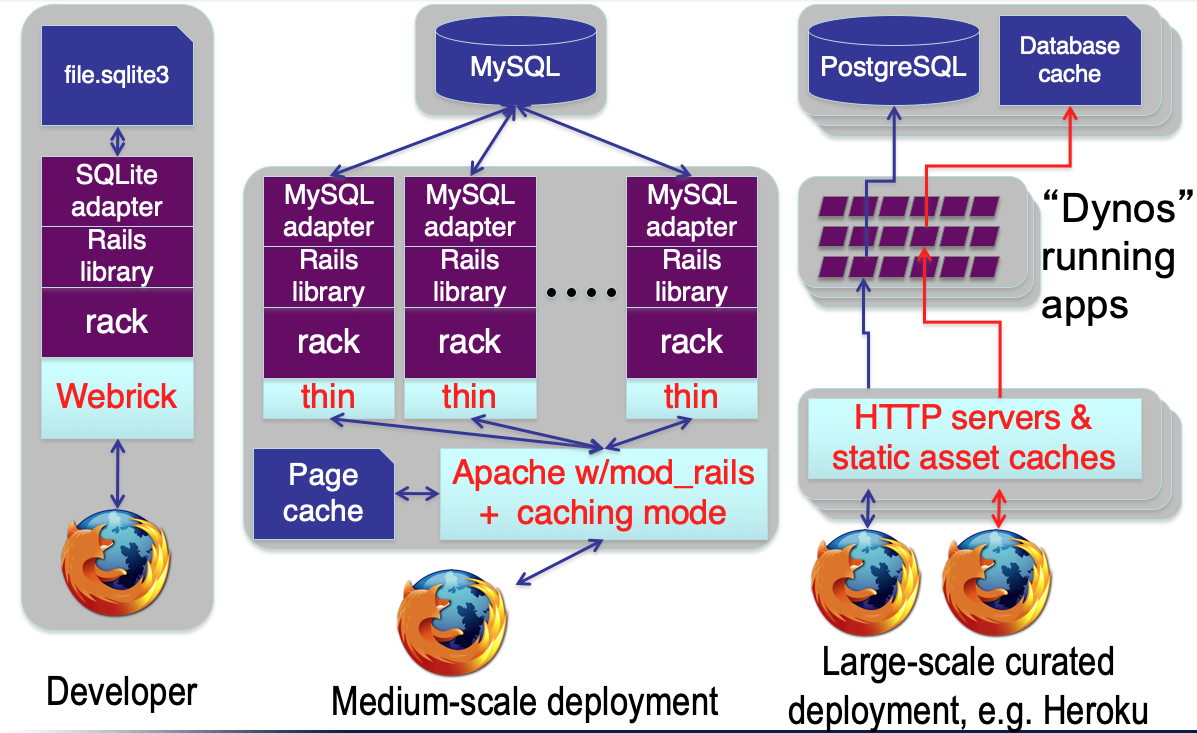 file.sqlite3
SQLite
adapter
Rails
library
rack
Webrick
Developer
MySQL
MySQL
adapter
Rails
library
rack
thin
MySQL
adapter
Rails
library
rack
thin
MySQL
adapter
Rails
library
rack
thin
Page
cache
Apache w/mod_rails
+ caching mode
Medium-scale deployment
PostgreSQL
Database
cache
“Dynos”
running
apps
HTTP servers &
static asset caches
Large-scale curated
deployment, e.g. Heroku